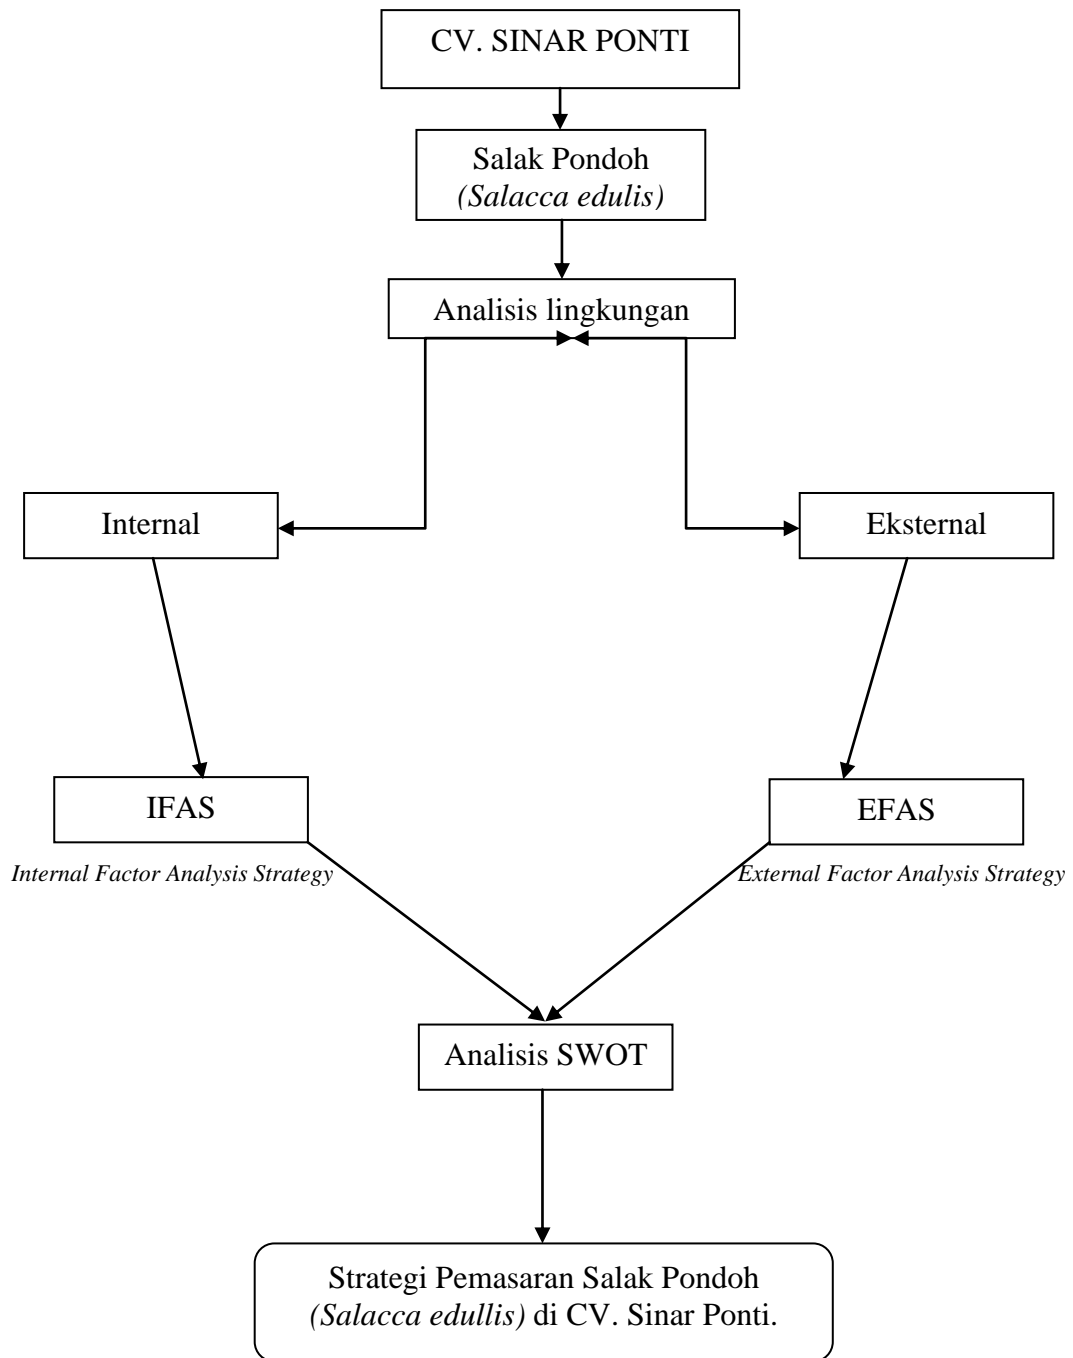 CV. SINAR PONTI
Salak Pondoh
(Salacca edulis)
Analisis lingkungan
Internal
Eksternal
IFAS
EFAS
Internal Factor Analysis Strategy
External Factor Analysis Strategy
Analisis SWOT
Strategi Pemasaran Salak Pondoh
(Salacca edullis) di CV. Sinar Ponti.